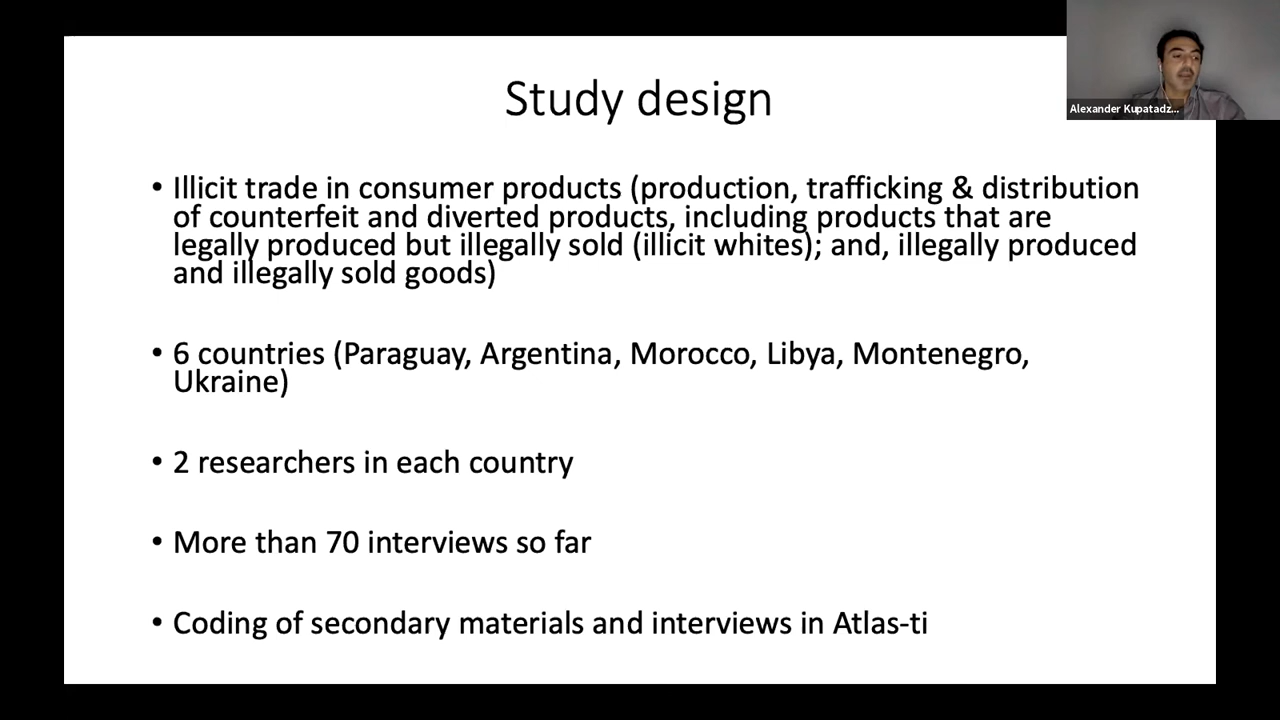 Study design
Alexander Kupatadz...
• Illicit trade in consumer products (production, trafficking & distribution
of counterfeit and diverted products, including products that are
legally produced but illegally sold (illicit whites); and, illegally produced
and illegally sold goods)
• 6 countries (Paraguay, Argentina, Morocco, Libya, Montenegro,
Ukraine)
• 2 researchers in each country
• More than 70 interviews so far
• Coding of secondary materials and interviews in Atlas-ti